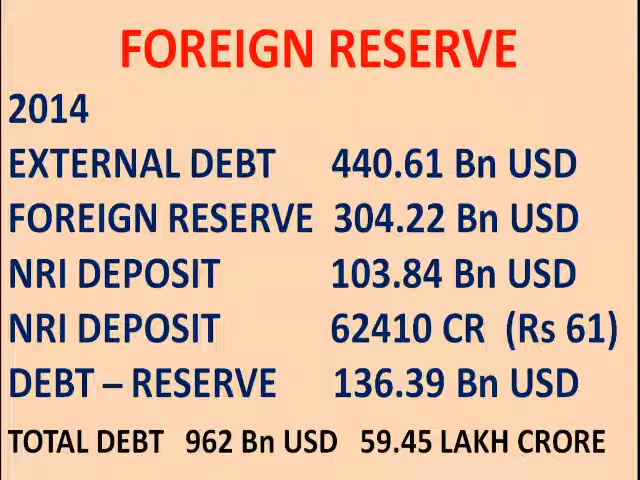 FOREIGN RESERVE
2014
EXTERNAL DEBT 440.61 Bn USD
FOREIGN RESERVE 304.22 Bn USD
NRI DEPOSIT 103.84 Bn USD
NRI DEPOSIT 62410 CR (Rs 61)
DEBT – RESERVE 136.39 Bn USD
TOTAL DEBT 962 Bn USD 59.45 LAKH CRORE